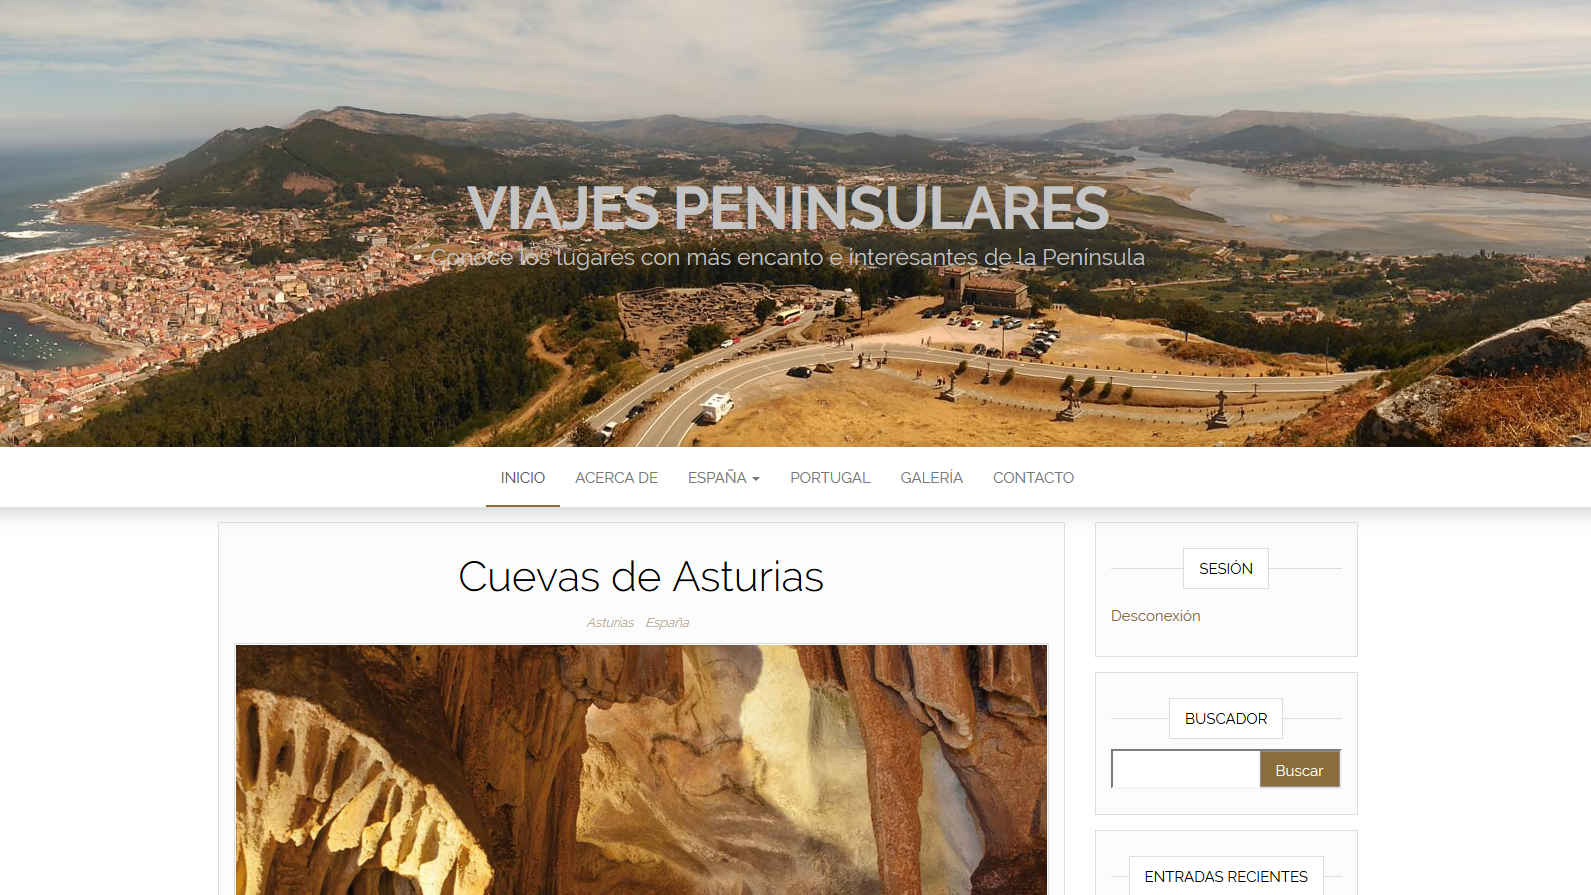 VIAJES PENINSULARES
Conoce los lugares con más encanto e interesantes de la Península
INICIO ACERCA DE ESPAÑA PORTUGAL GALERÍA CONTACTO
Cuevas de Asturias
Asturias España
SESIÓN
Desconexión
BUSCADOR
Buscar
ENTRADAS RECIENTES